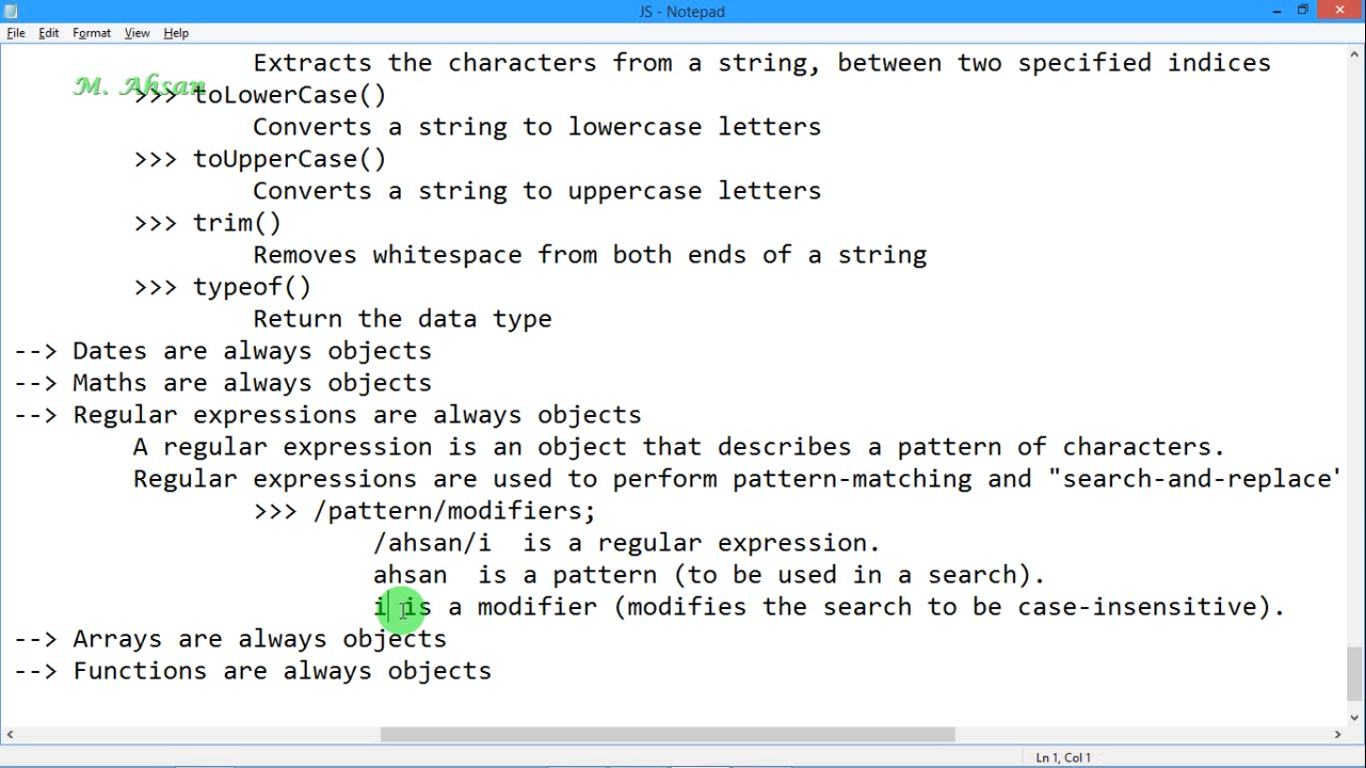 JS - Notepad
File Edit Format View Help
Extracts the characters from a string, between two specified indices
M. Ahsan
>>> toLowerCase()
Converts a string to lowercase letters
>>> toUpperCase()
Converts a string to uppercase letters
>>> trim()
Removes whitespace from both ends of a string
>>> typeof()
Return the data type
--> Dates are always objects
--> Maths are always objects
--> Regular expressions are always objects
A regular expression is an object that describes a pattern of characters.
Regular expressions are used to perform pattern-matching and "search-and-replace'
>>> /pattern/modifiers;
/ahsan/i  is a regular expression.
ahsan  is a pattern (to be used in a search).
i is a modifier (modifies the search to be case-insensitive).
--> Arrays are always objects
--> Functions are always objects
Ln 1, Col 1